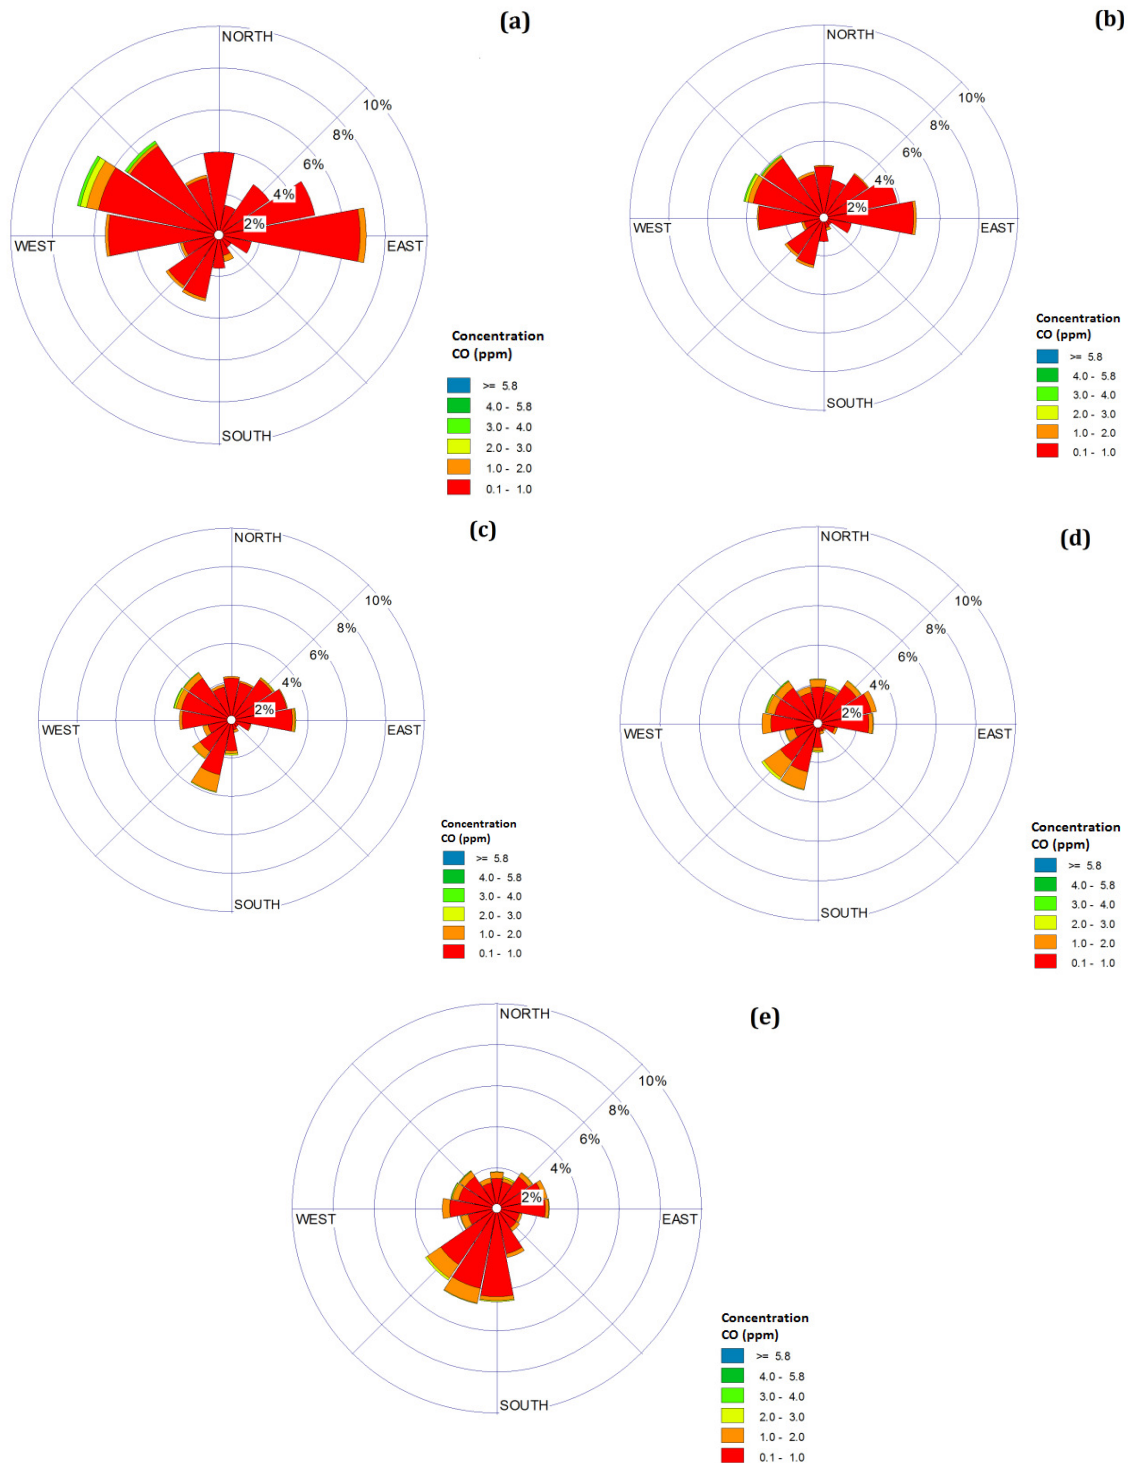 (a)
NORTH
10%
8%
6%
4%
2%
WEST
EAST
SOUTH
Concentration
CO (ppm)
>= 5.8
4.0 - 5.8
3.0 - 4.0
2.0 - 3.0
1.0 - 2.0
0.1 - 1.0
(b)
NORTH
10%
8%
6%
4%
2%
WEST
EAST
SOUTH
Concentration
CO (ppm)
>= 5.8
4.0 - 5.8
3.0 - 4.0
2.0 - 3.0
1.0 - 2.0
0.1 - 1.0
(c)
NORTH
10%
8%
6%
4%
2%
WEST
EAST
SOUTH
Concentration
CO (ppm)
>= 5.8
4.0 - 5.8
3.0 - 4.0
2.0 - 3.0
1.0 - 2.0
0.1 - 1.0
(d)
NORTH
10%
8%
6%
4%
2%
WEST
EAST
SOUTH
Concentration
CO (ppm)
>= 5.8
4.0 - 5.8
3.0 - 4.0
2.0 - 3.0
1.0 - 2.0
0.1 - 1.0
(e)
NORTH
10%
8%
6%
4%
2%
WEST
EAST
SOUTH
Concentration
CO (ppm)
>= 5.8
4.0 - 5.8
3.0 - 4.0
2.0 - 3.0
1.0 - 2.0
0.1 - 1.0